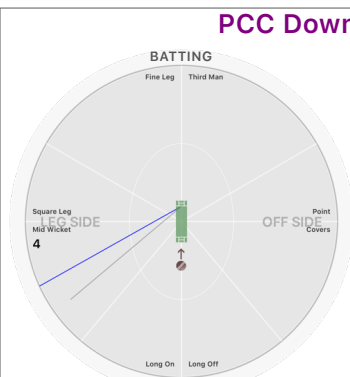 PCC Down
BATTING
Fine Leg Third Man
Square Leg Point
LEG SIDE OFF SIDE
Mid Wicket Covers
4
Long On Long Off